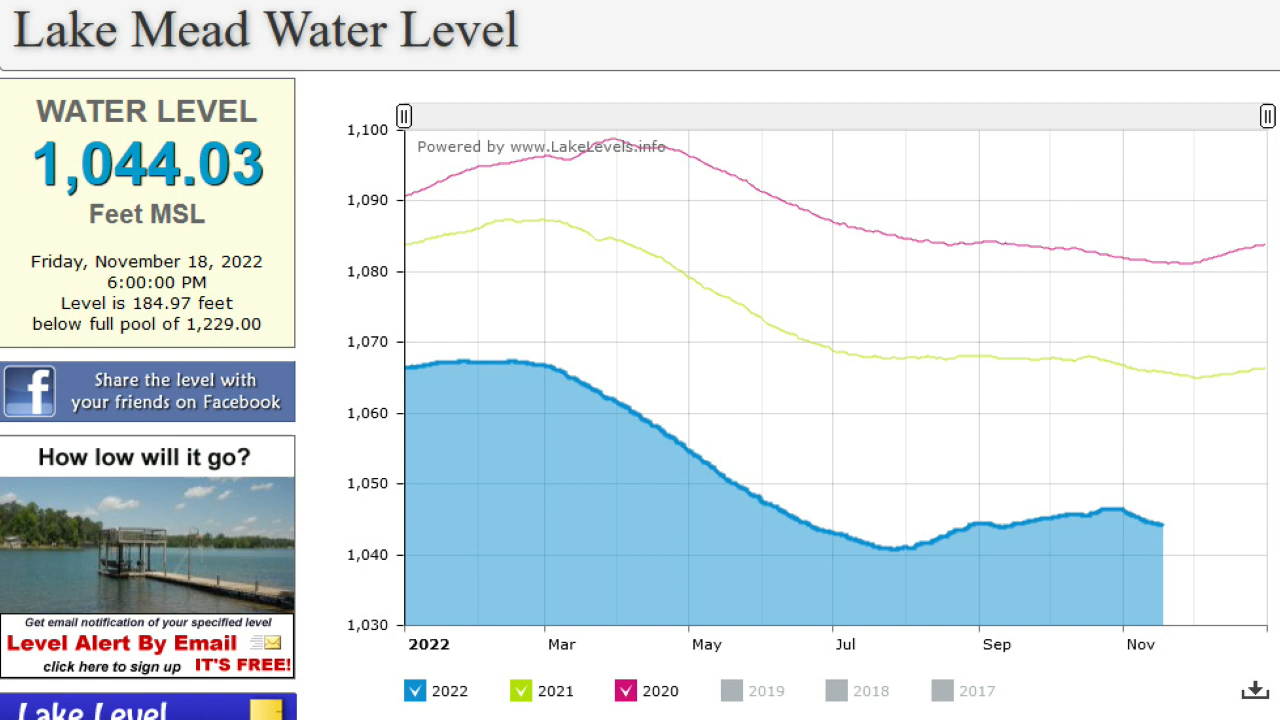 Lake Mead Water Level
WATER LEVEL
1,044.03
Feet MSL
Friday, November 18, 2022
6:00:00 PM
Level is 184.97 feet
below full pool of 1,229.00
Share the level with
your friends on Facebook
How low will it go?
Get email notification of your specified level
Level Alert By Email
click here to sign up IT'S FREE!
Lake Level
Powered by www.LakeLevels.info
1,100
1,090
1,080
1,070
1,060
1,050
1,040
1,030
2022 Mar May Jul Sep Nov
2022 2021 2020 2019 2018 2017